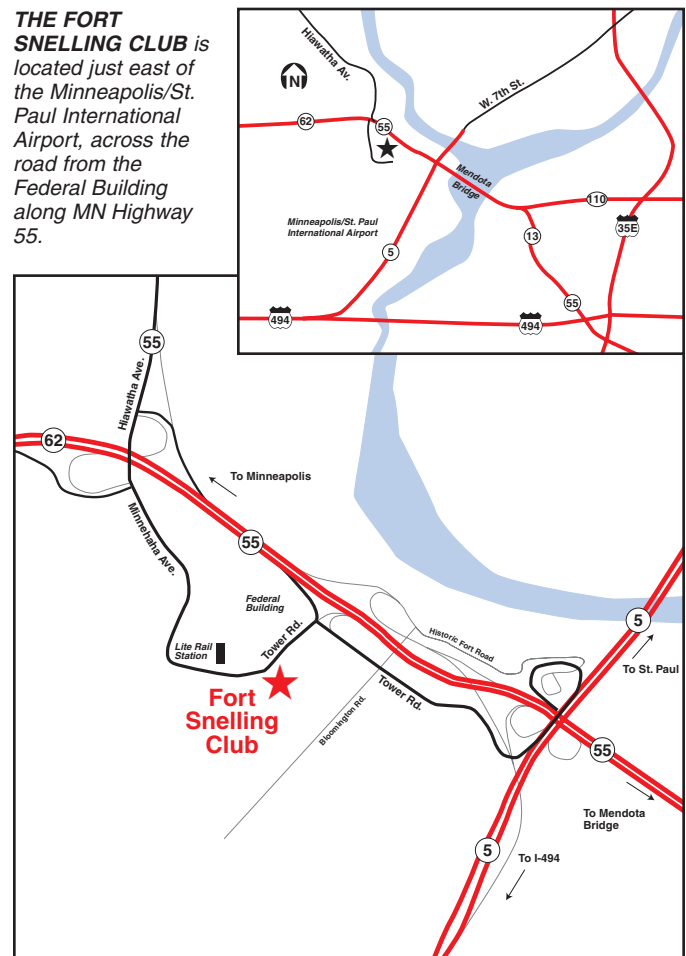 THE FORT
SNELLING CLUB is
located just east of
the Minneapolis/St.
Paul International
Airport, across the
road from the
Federal Building
along MN Highway
55.
Hiawatha Av.
N
W. 7th St.
62
55
Mendota
Bridge
110
Minneapolis/St. Paul
International Airport
13
35E
5
55
494
494
55
Hiawatha Ave.
62
To Minneapolis
Minnehaha Ave.
55
Federal
Building
5
Historic Fort Road
Lite Rail
Station
Tower Rd.
To St. Paul
Tower Rd.
Fort
Snelling
Club
Bloomington Rd.
55
To Mendota
Bridge
5
To I-494